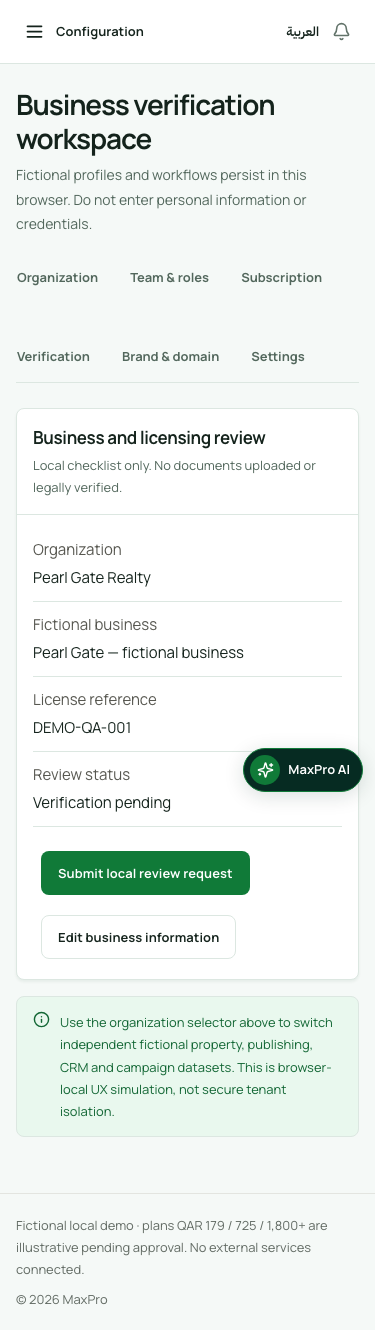 Configuration
العربية
Business verification
workspace
Fictional profiles and workflows persist in this
browser. Do not enter personal information or
credentials.
Organization Team & roles Subscription
Verification Brand & domain Settings
Business and licensing review
Local checklist only. No documents uploaded or
legally verified.
Organization
Pearl Gate Realty
Fictional business
Pearl Gate — fictional business
License reference
DEMO-QA-001
MaxPro AI
Review status
Verification pending
Submit local review request
Edit business information
Use the organization selector above to switch
independent fictional property, publishing,
CRM and campaign datasets. This is browser-
local UX simulation, not secure tenant
isolation.
Fictional local demo · plans QAR 179 / 725 / 1,800+ are
illustrative pending approval. No external services
connected.
© 2026 MaxPro